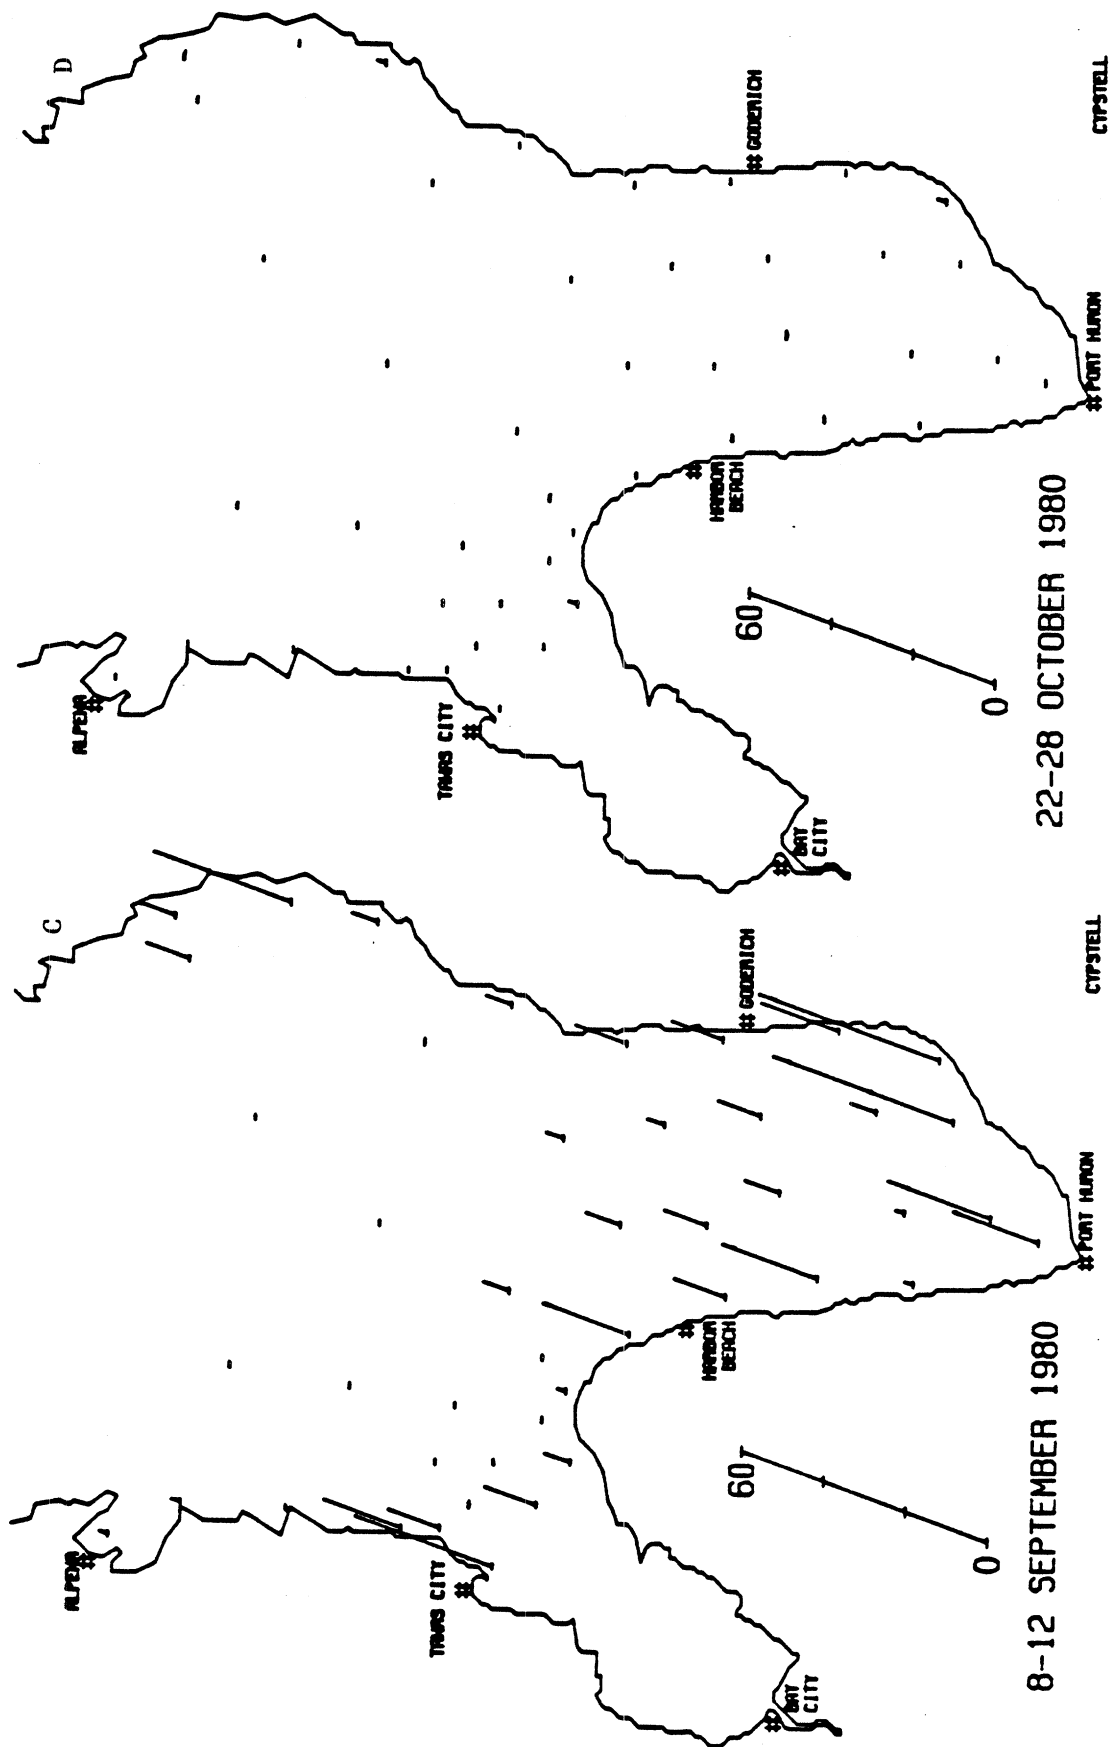 D
ALPENA
#
TAWAS CITY
#
#
BAY
CITY
#
HARBOR
BEACH
# GODERICH
# PORT HURON
60
0
22-28 OCTOBER 1980
CYPSTELL
C
ALPENA
#
TAWAS CITY
#
#
BAY
CITY
#
HARBOR
BEACH
# GODERICH
# PORT HURON
60
0
8-12 SEPTEMBER 1980
CYPSTELL